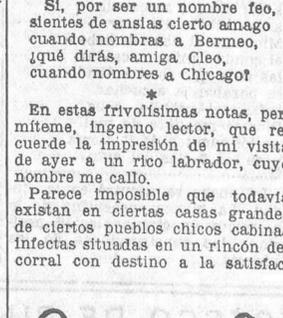 Si, por ser un nombre feo,
sientes de ansias cierto amago
cuando nombras a Bermeo,
¿qué dirás, amiga Cleo,
cuando nombres a Chicago?
*
En estas frivolísimas notas, per
míteme, ingenuo lector, que re
cuerde la impresión de mi visit
de ayer a un rico labrador, cuy
nombre me callo.
Parece imposible que todaví
existan en ciertas casas grande
de ciertos pueblos chicos cabina
infectas situadas en un rincón de
corral con destino a la satisfac